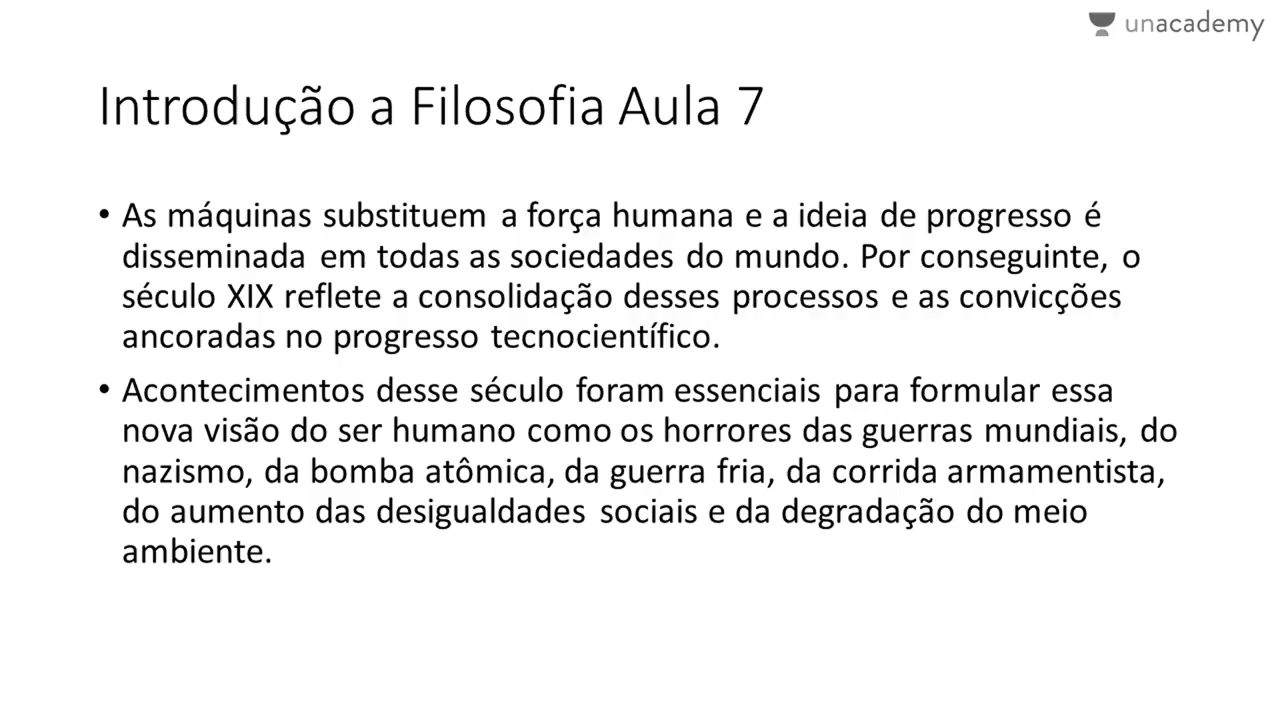 unacademy
Introdução a Filosofia Aula 7
• As máquinas substituem a força humana e a ideia de progresso é
disseminada em todas as sociedades do mundo. Por conseguinte, o
século XIX reflete a consolidação desses processos e as convicções
ancoradas no progresso tecnocientífico.
• Acontecimentos desse século foram essenciais para formular essa
nova visão do ser humano como os horrores das guerras mundiais, do
nazismo, da bomba atômica, da guerra fria, da corrida armamentista,
do aumento das desigualdades sociais e da degradação do meio
ambiente.